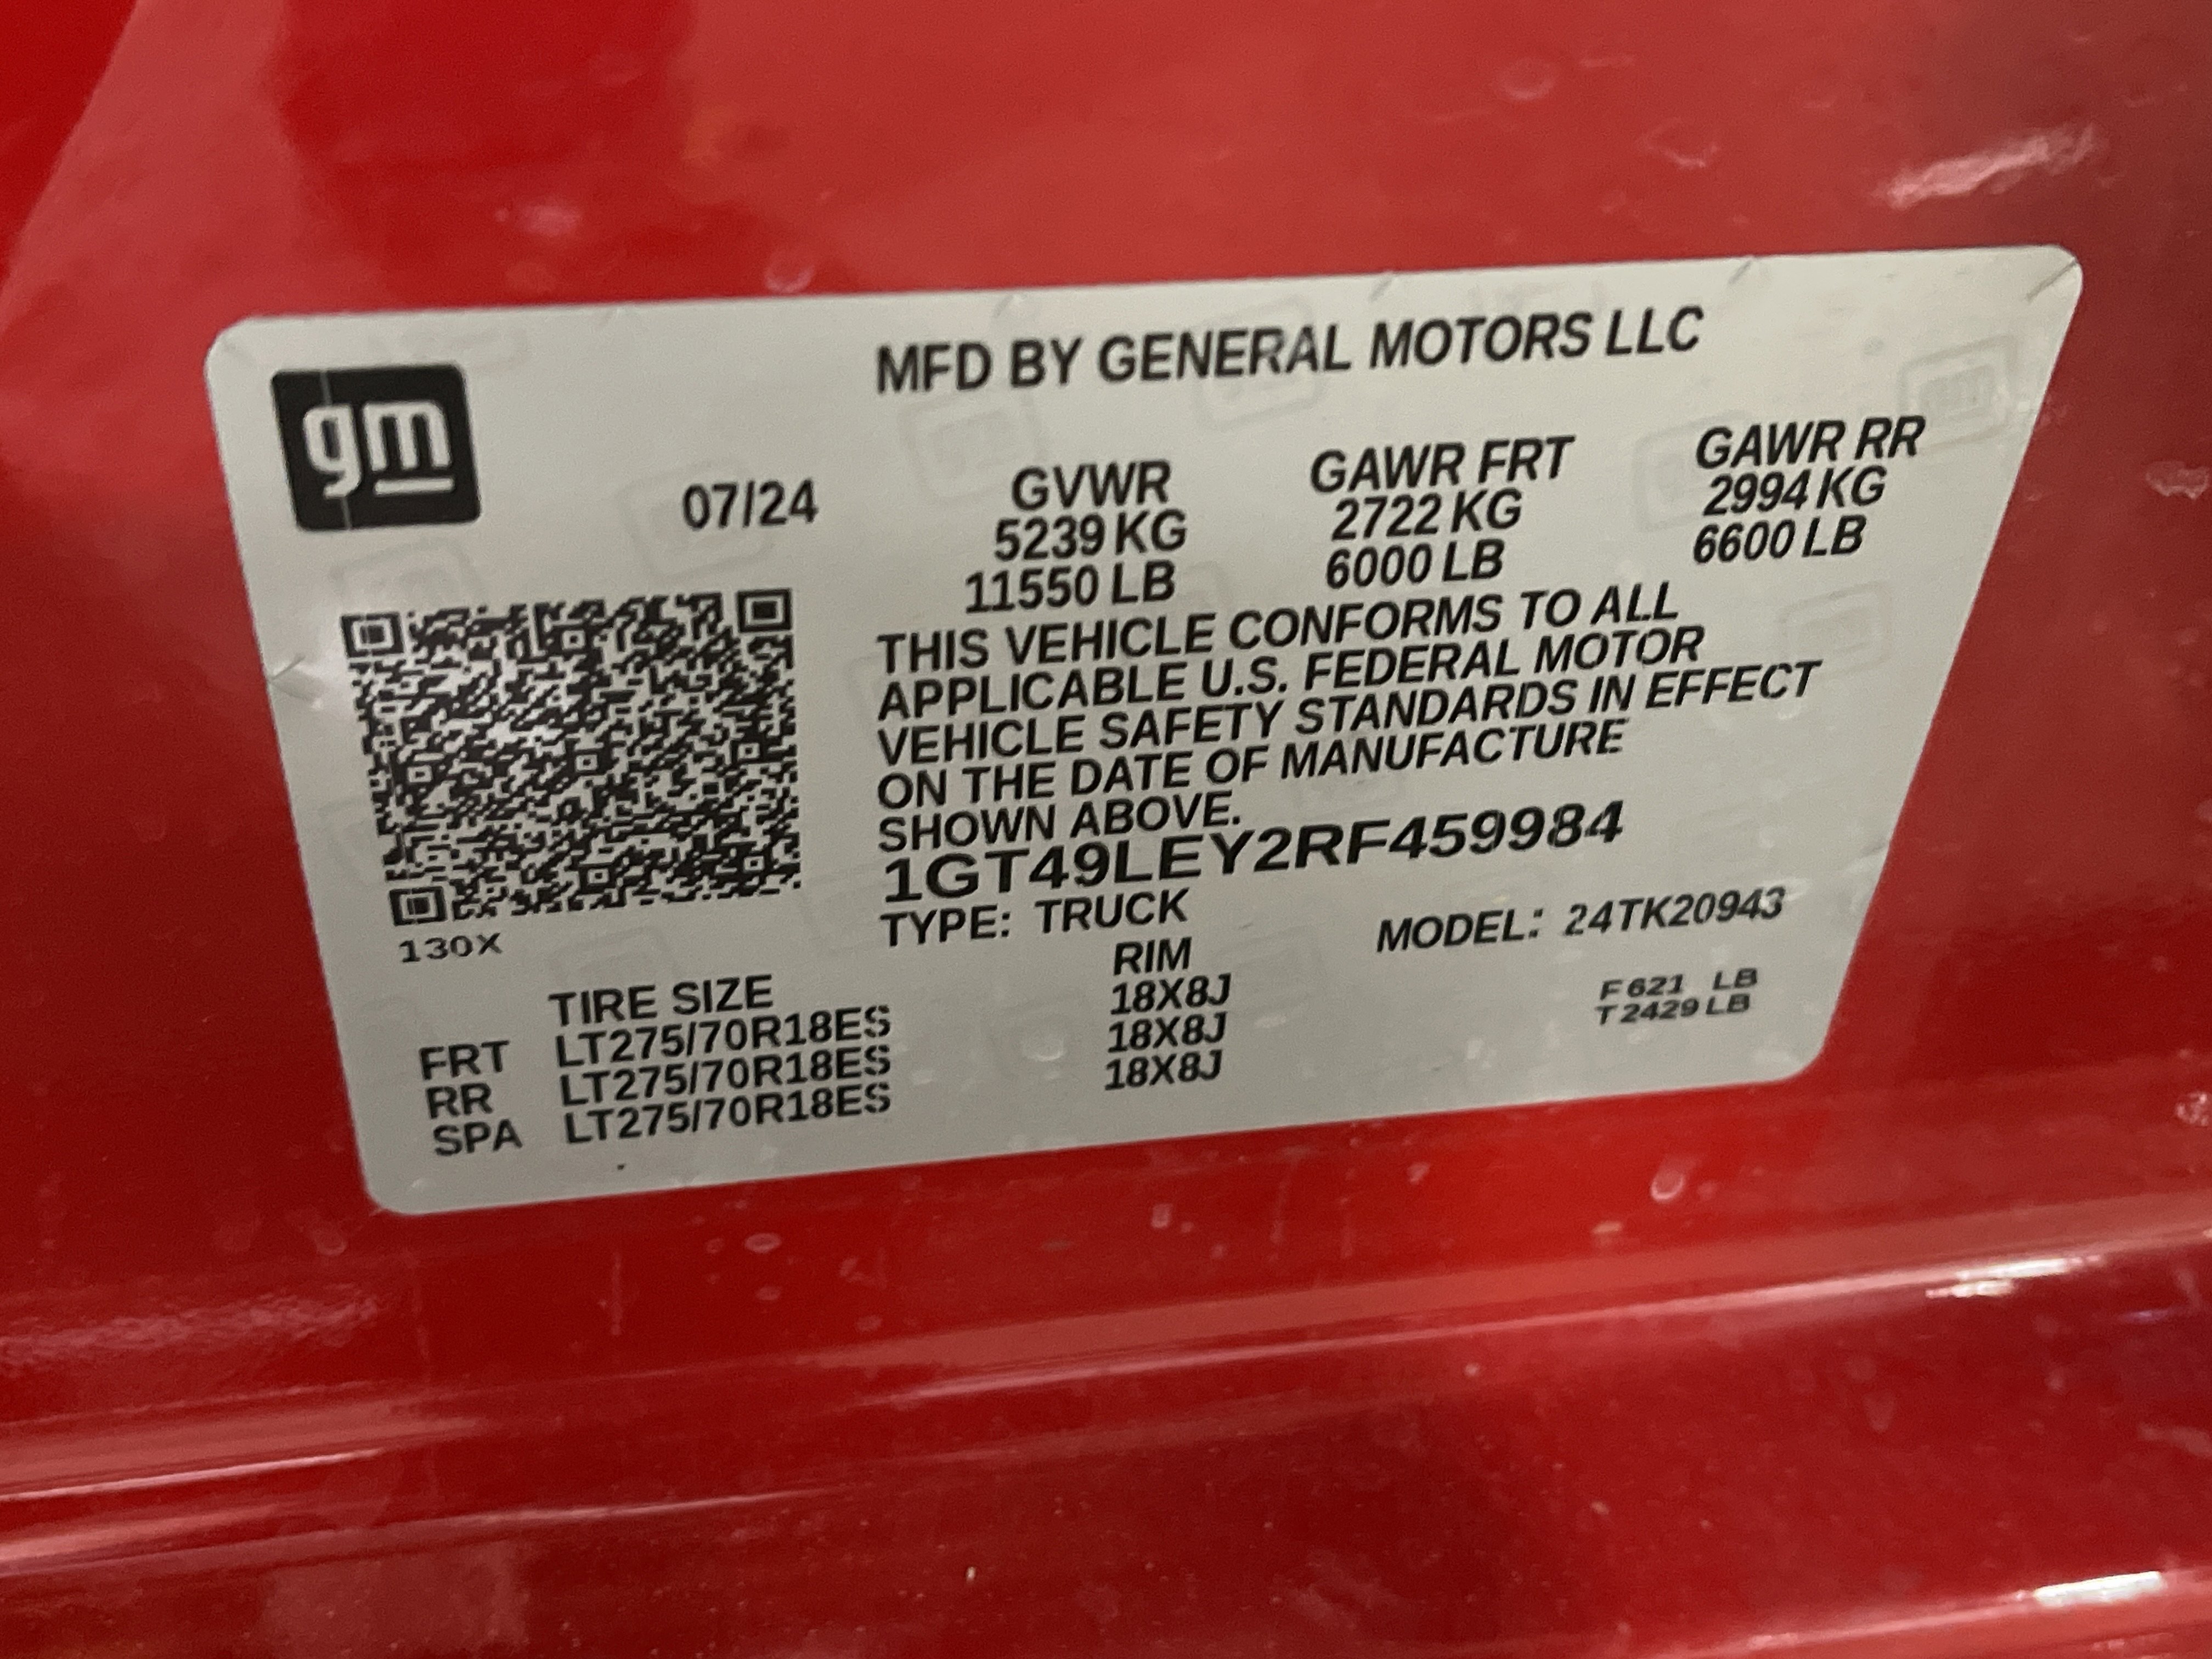 gm
MFD BY GENERAL MOTORS LLC
07/24 GVWR GAWR FRT GAWR RR
5239 KG 2722 KG 2994 KG
11550 LB 6000 LB 6600 LB
THIS VEHICLE CONFORMS TO ALL
APPLICABLE U.S. FEDERAL MOTOR
VEHICLE SAFETY STANDARDS IN EFFECT
ON THE DATE OF MANUFACTURE
SHOWN ABOVE.
1GT49LEY2RF459984
TYPE: TRUCK MODEL: 24TK20943
130X
TIRE SIZE RIM
FRT LT275/70R18ES 18X8J
RR LT275/70R18ES 18X8J
SPA LT275/70R18ES 18X8J
F 621 LB
T 2429 LB